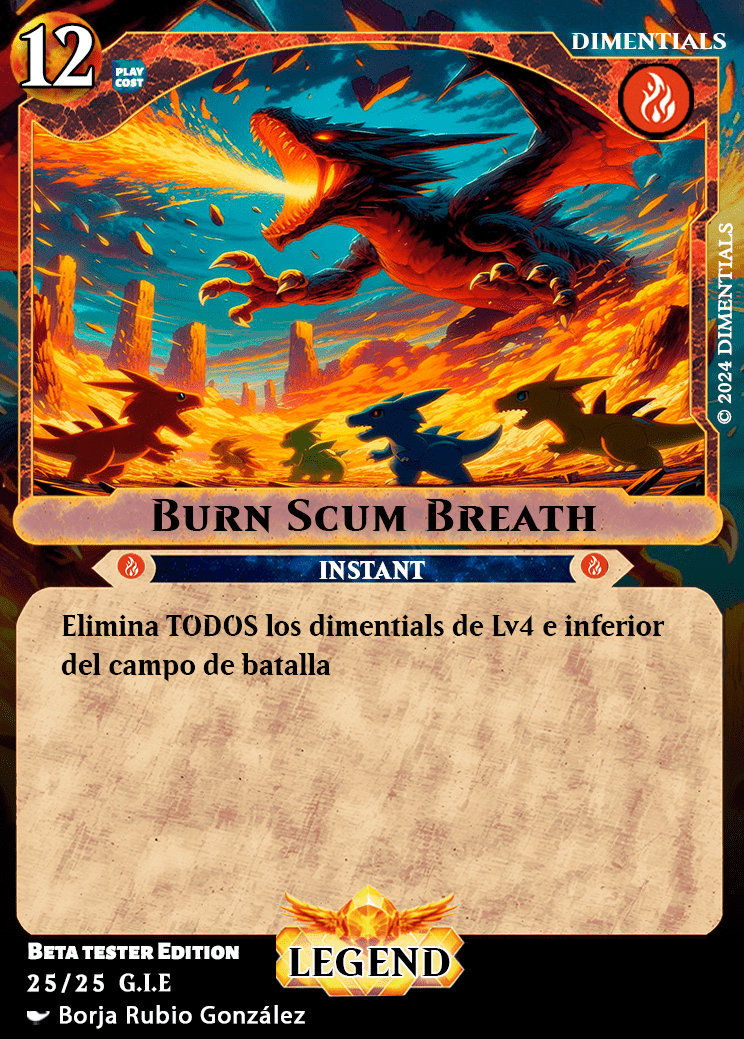 12
PLAY
COST
DIMENTIALS
© 2024 DIMENTIALS
BURN SCUM BREATH
INSTANT
Elimina TODOS los dimentials de Lv4 e inferior
del campo de batalla
BETA TESTER EDITION
25/25 G.I.E
LEGEND
Borja Rubio González